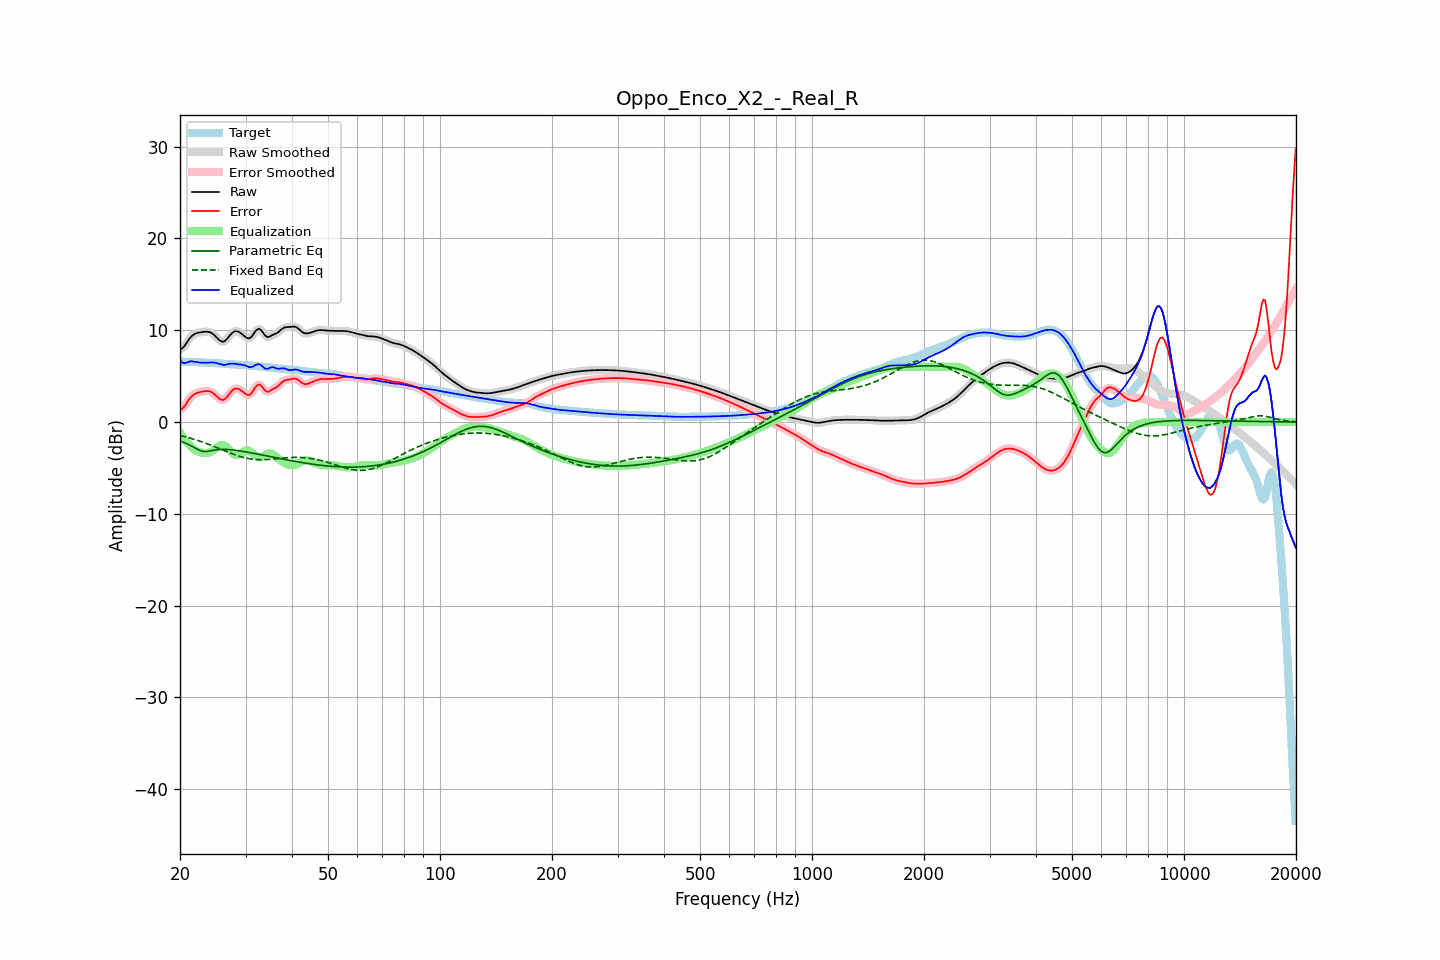 Oppo_Enco_X2_-_Real_R
Target
Raw Smoothed
Error Smoothed
Raw
Error
Equalization
Parametric Eq
Fixed Band Eq
Equalized
30
20
10
0
−10
−20
−30
−40
Amplitude (dBr)
20
50
100
200
500
1000
2000
5000
10000
20000
Frequency (Hz)